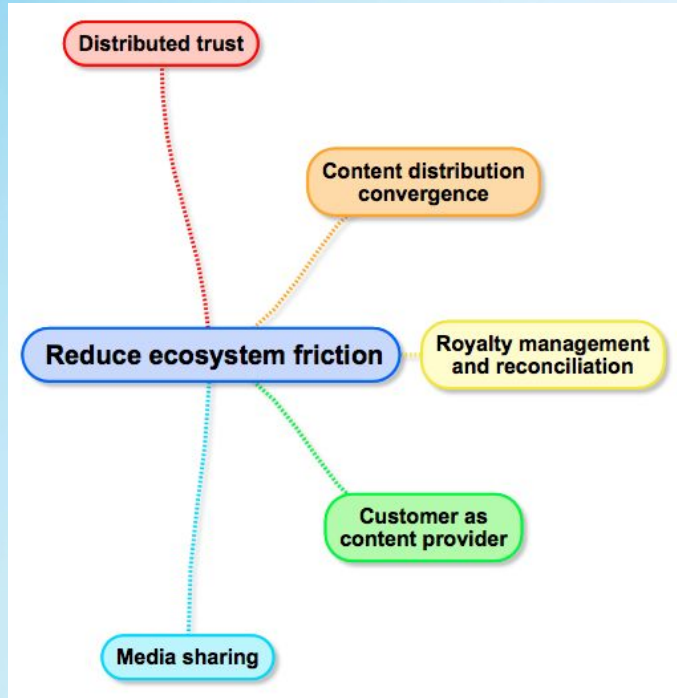 Distributed trust
Content distribution
convergence
Reduce ecosystem friction
Royalty management
and reconciliation
Customer as
content provider
Media sharing